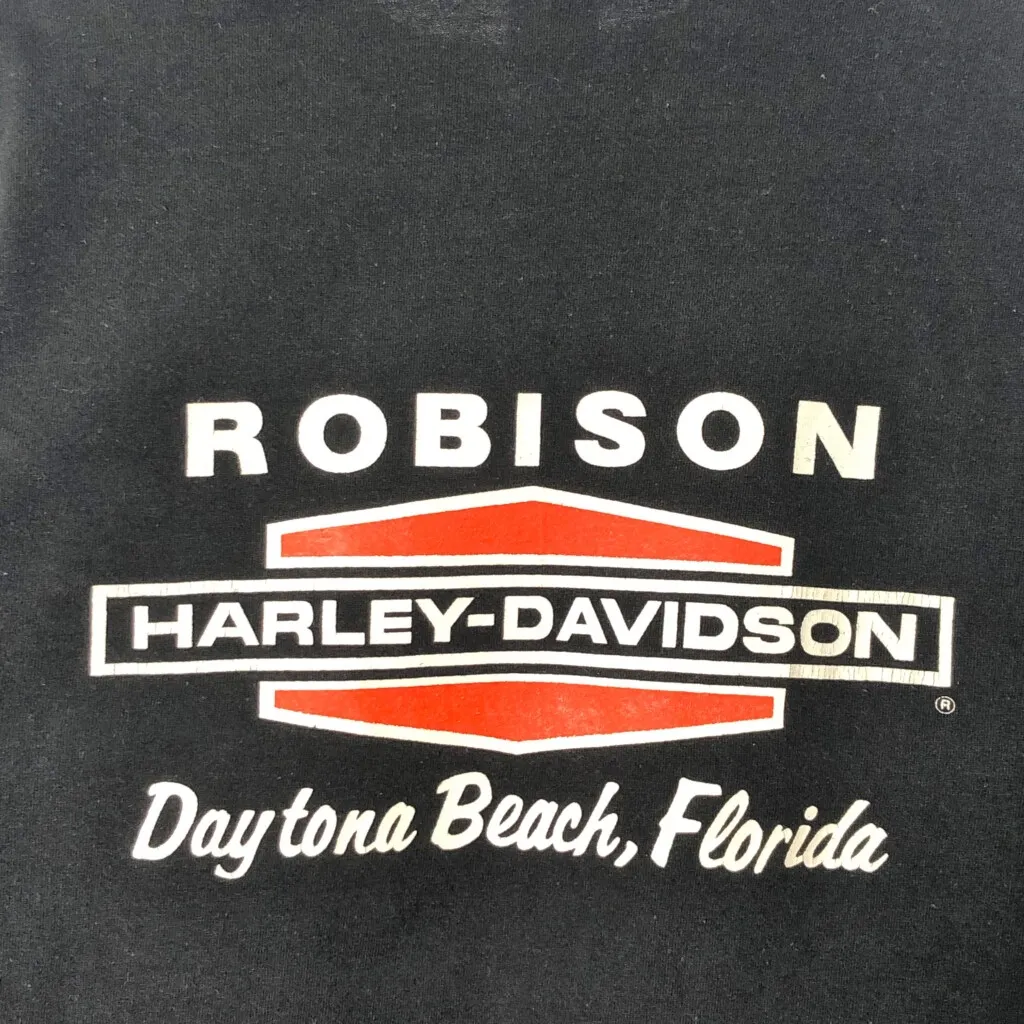 ROBISON
HARLEY-DAVIDSON
®
Daytona Beach, Florida